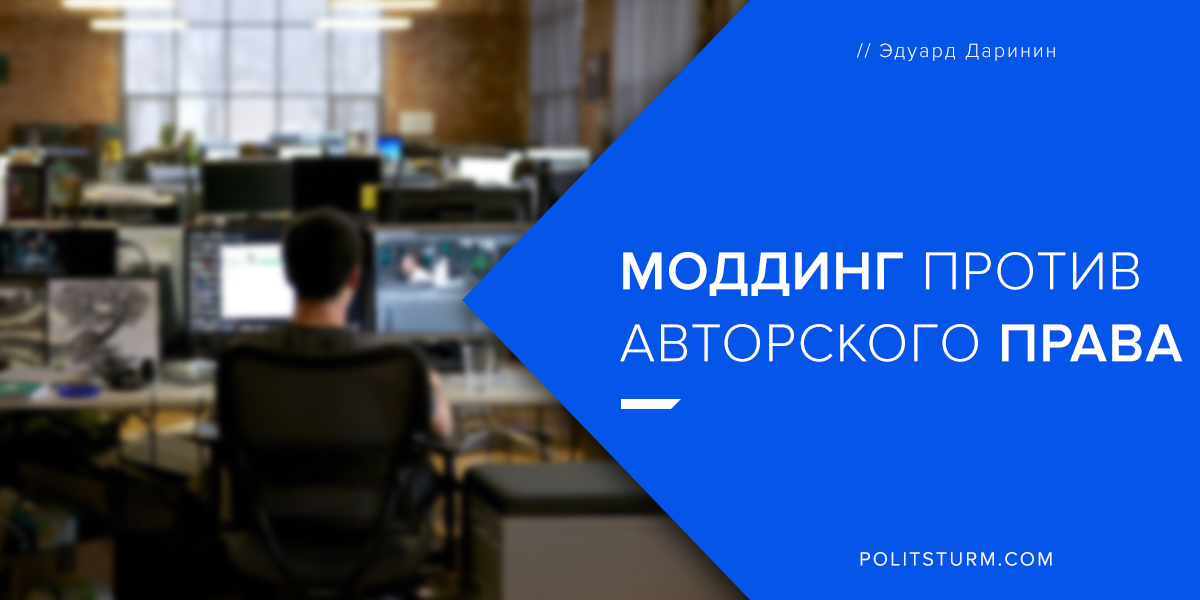 // Эдуард Даринин
МОДДИНГ ПРОТИВ
АВТОРСКОГО ПРАВА
POLITSTURM.COM